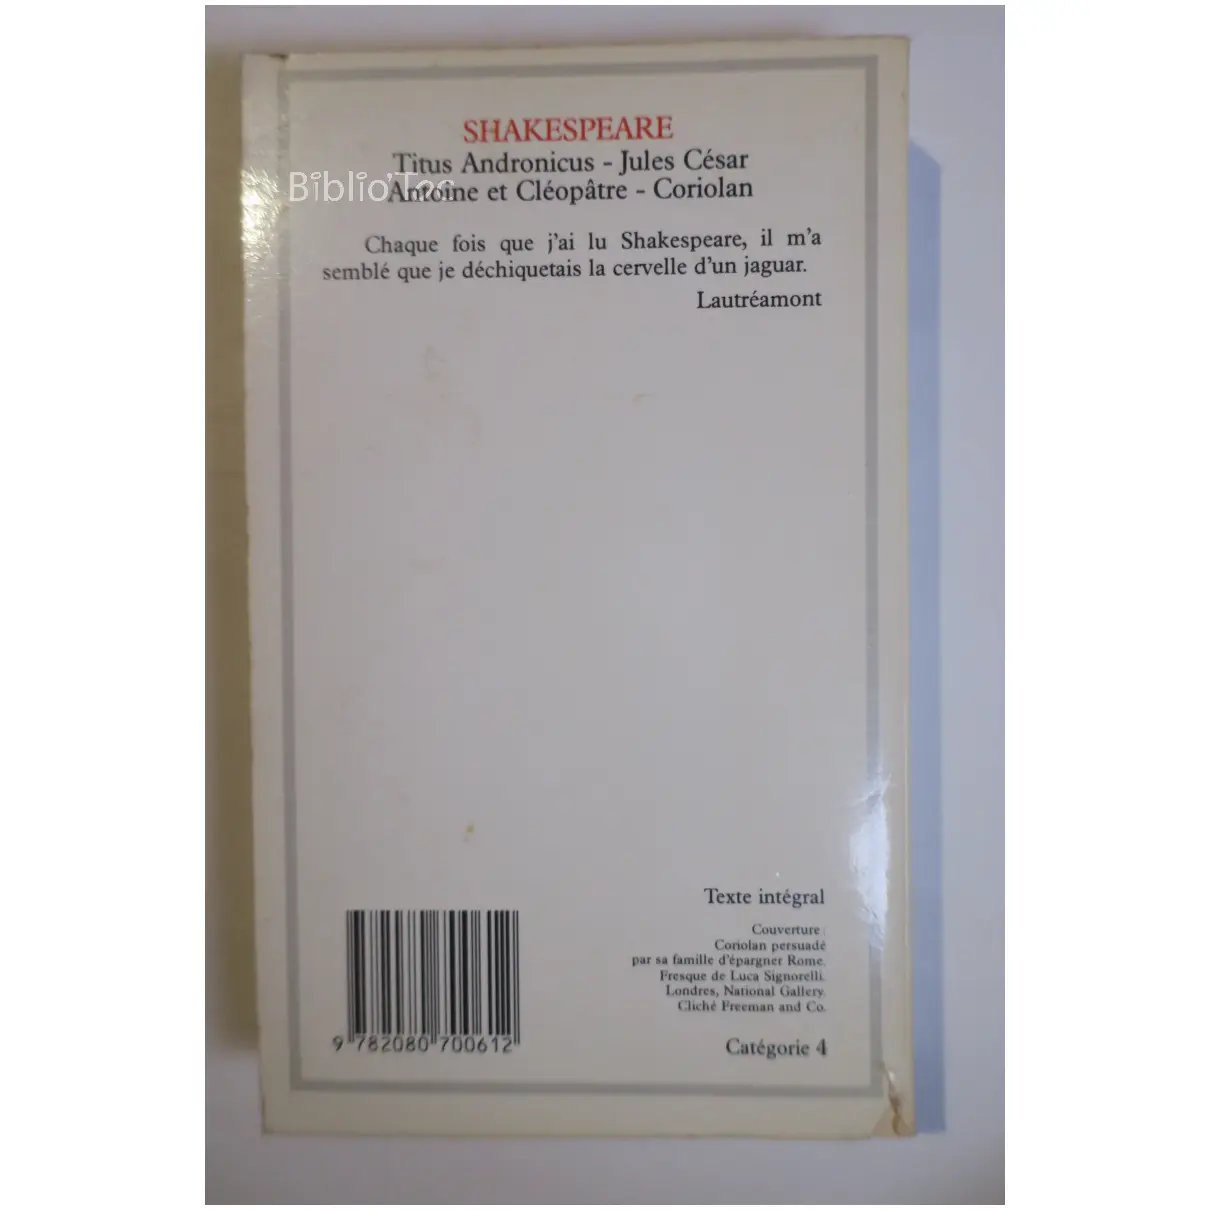 SHAKESPEARE
Titus Andronicus - Jules César
Antoine et Cléopâtre - Coriolan
Biblio'Tec
Chaque fois que j'ai lu Shakespeare, il m'a
semblé que je déchiquetais la cervelle d'un jaguar.
Lautréamont
Texte intégral
Couverture :
Coriolan persuadé
par sa famille d'épargner Rome.
Fresque de Luca Signorelli.
Londres, National Gallery.
Cliché Freeman and Co.
9 782080 700612
Catégorie 4